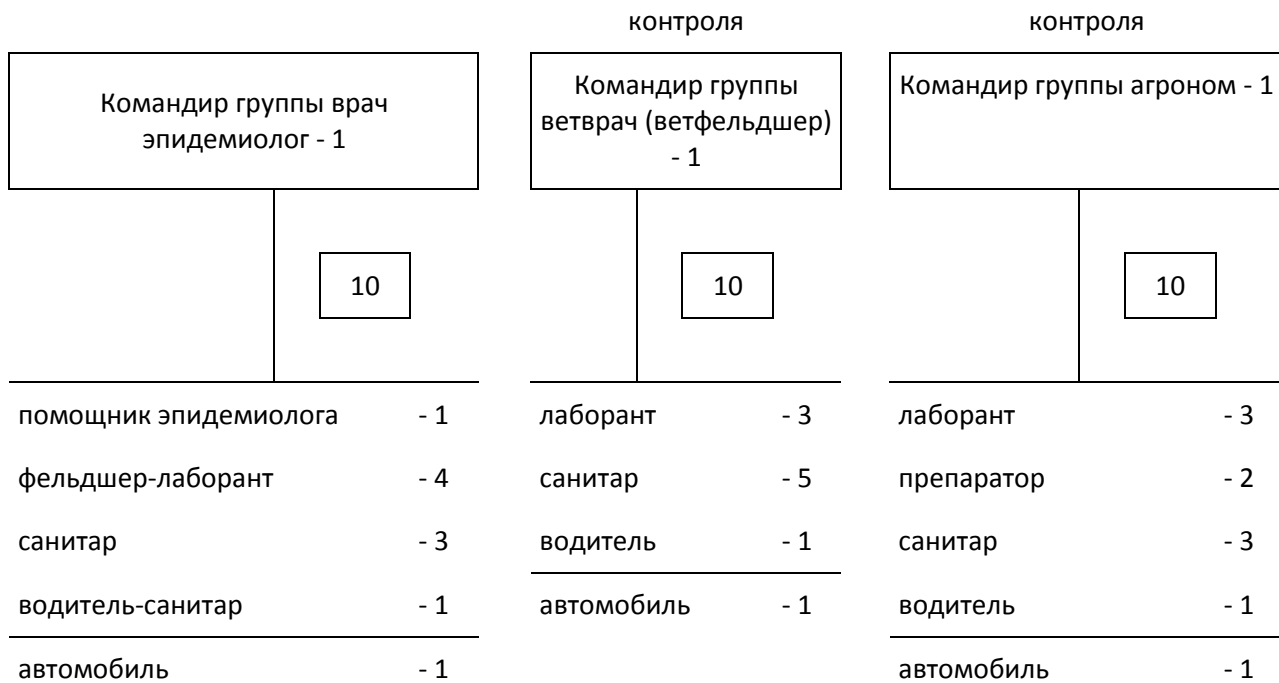 контроля
контроля
Командир группы врач
эпидемиолог - 1
Командир группы
ветврач (ветфельдшер)
- 1
Командир группы агроном - 1
10
10
10
помощник эпидемиолога - 1
фельдшер-лаборант - 4
санитар - 3
водитель-санитар - 1
автомобиль - 1
лаборант - 3
санитар - 5
водитель - 1
автомобиль - 1
лаборант - 3
препаратор - 2
санитар - 3
водитель - 1
автомобиль - 1